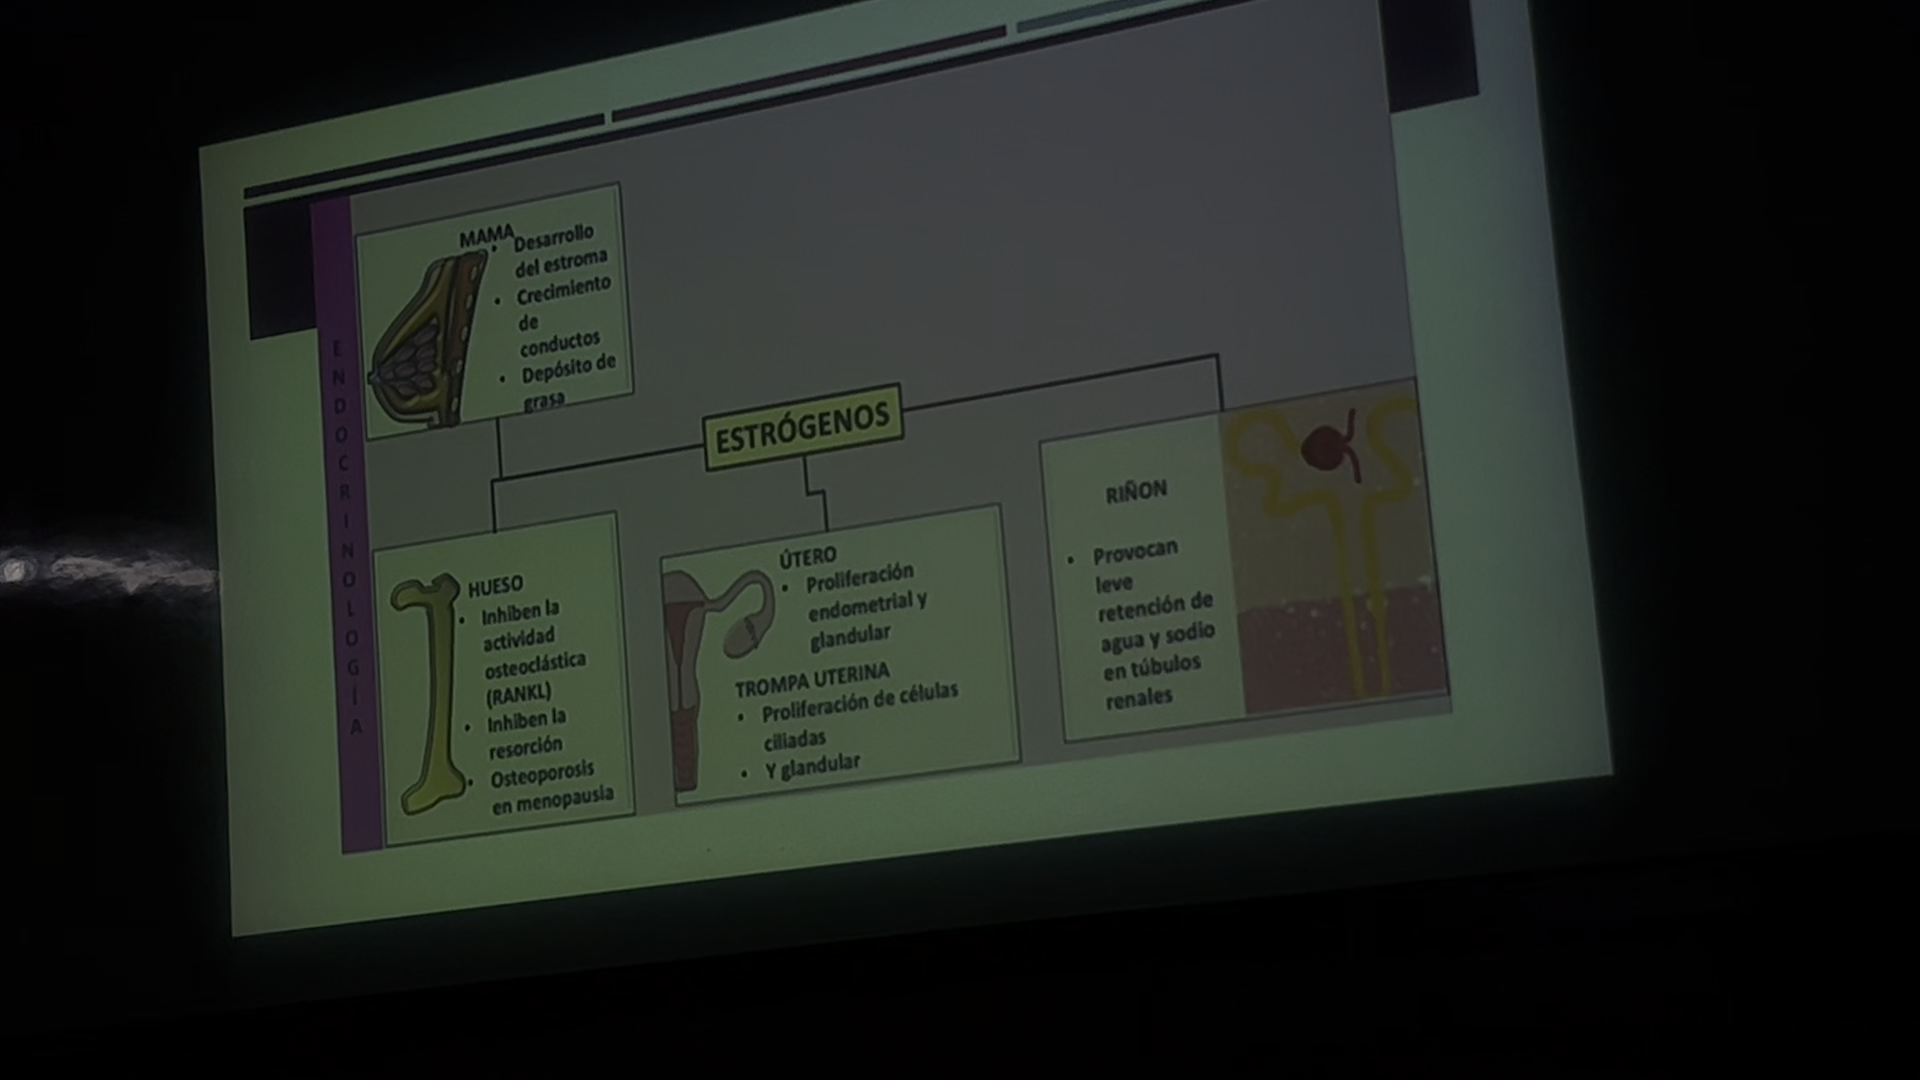 ENDOCRINOLOGÍA
MAMA
• Desarrollo
del estroma
• Crecimiento
de
conductos
• Depósito de
grasa
ESTRÓGENOS
HUESO
• Inhiben la
actividad
osteoclástica
(RANKL)
• Inhiben la
resorción
• Osteoporosis
en menopausia
ÚTERO
• Proliferación
endometrial y
glandular
TROMPA UTERINA
• Proliferación de células
ciliadas
• Y glandular
RIÑON
• Provocan
leve
retención de
agua y sodio
en túbulos
renales